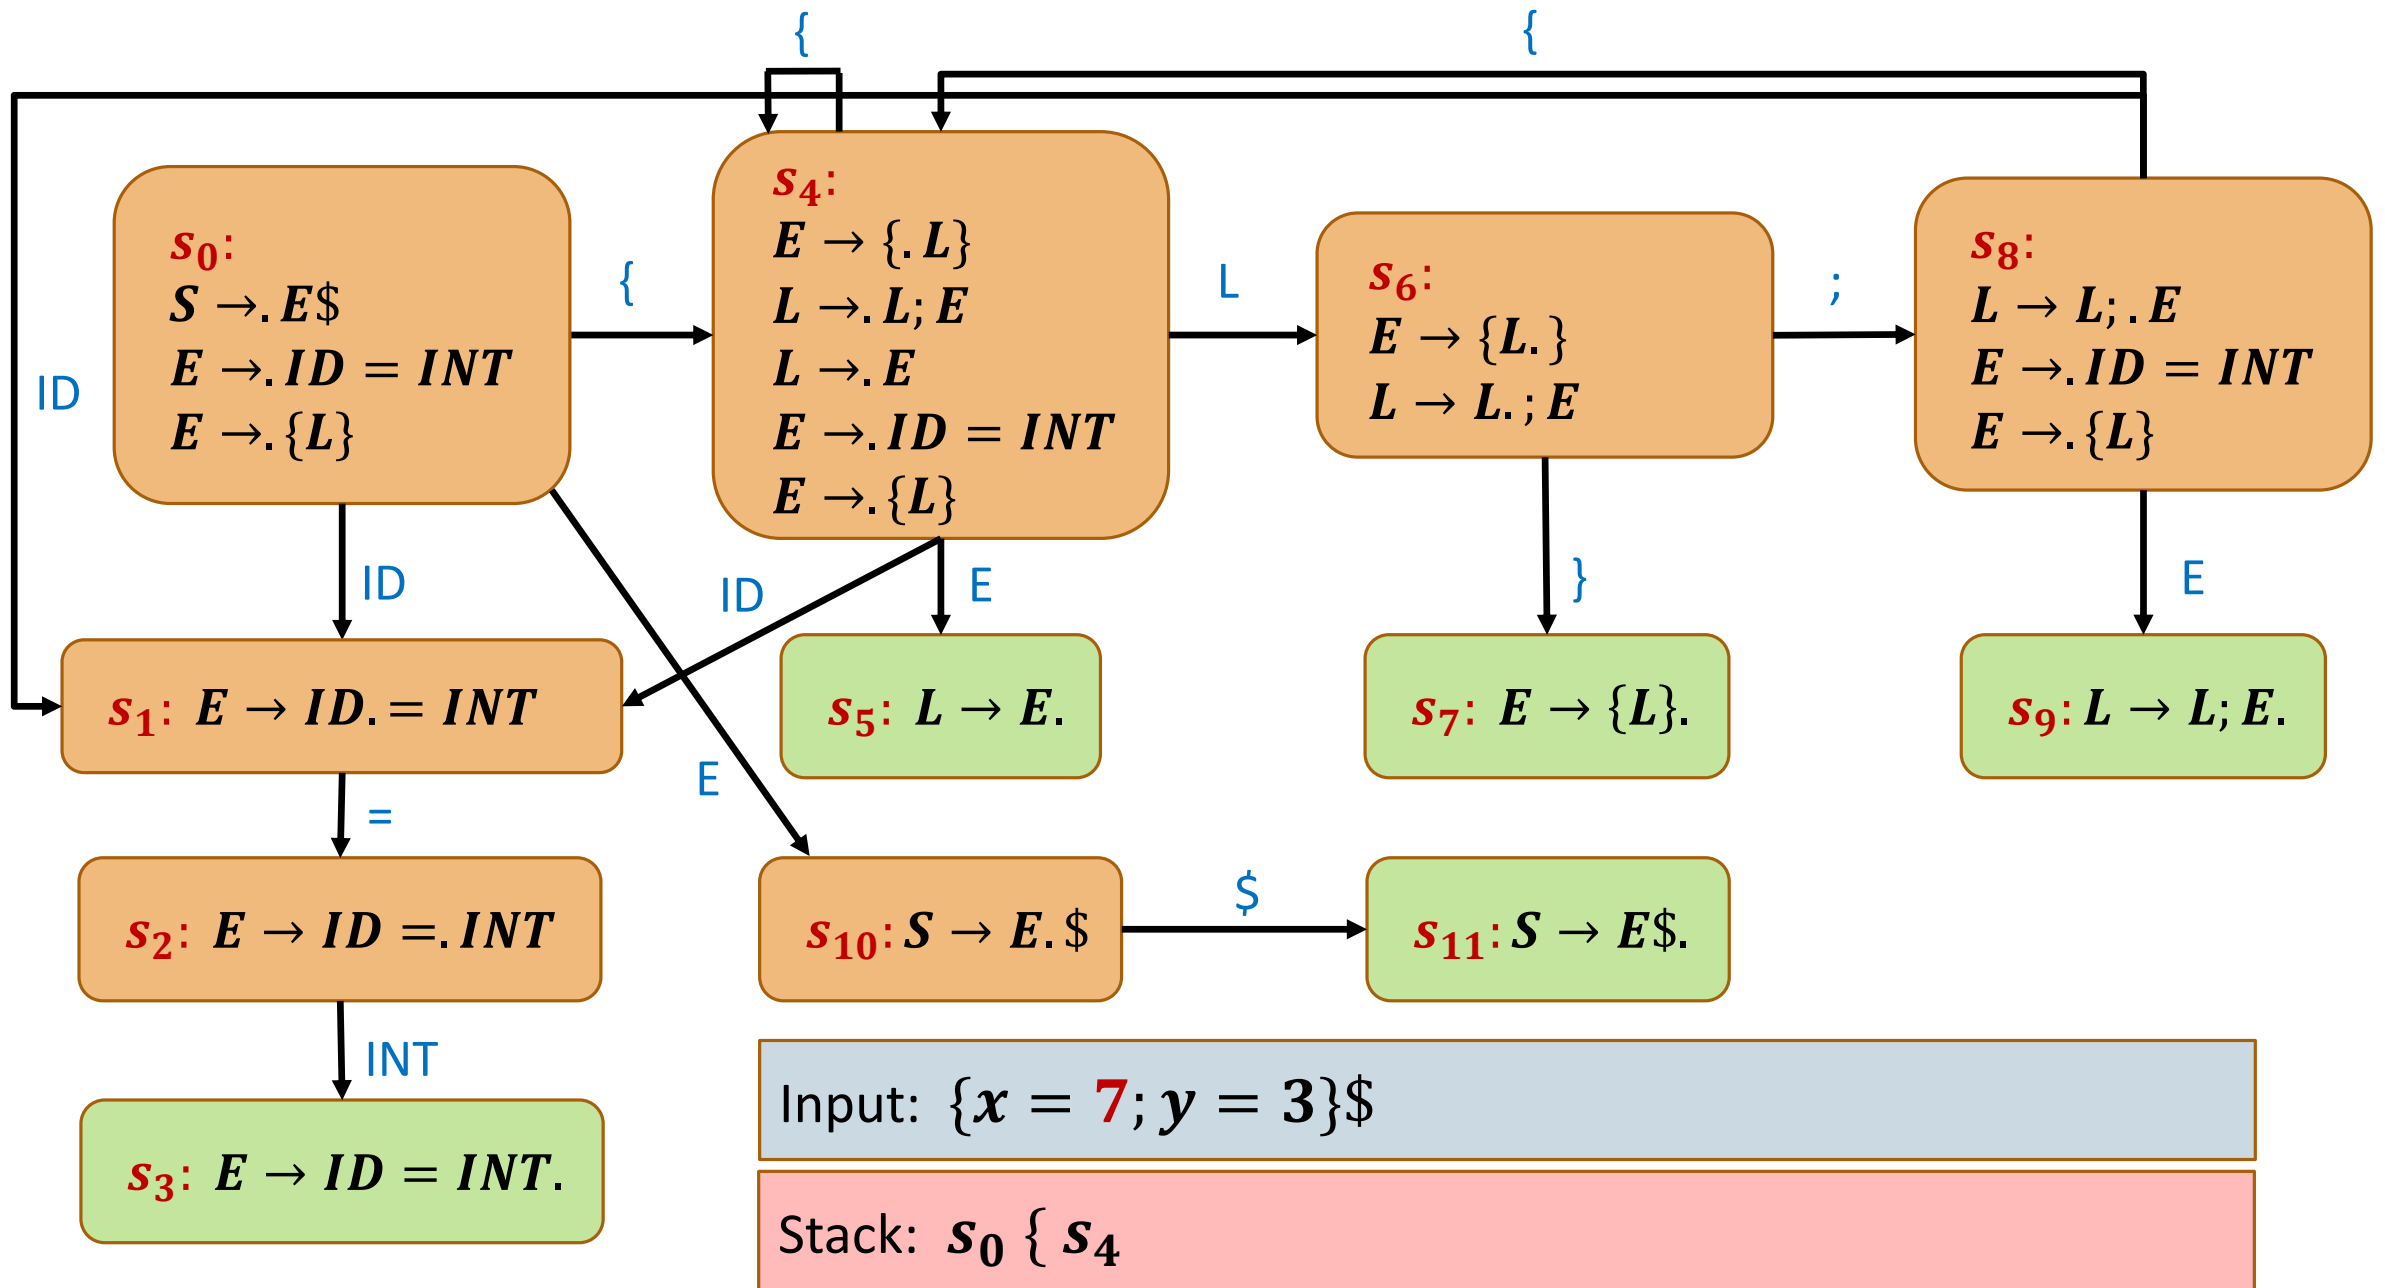 {
{
s₀:
S →. E$
E →. ID = INT
E →. {L}
{
s₄:
E → {. L}
L →. L; E
L →. E
E →. ID = INT
E →. {L}
L
s₆:
E → {L. }
L → L. ; E
;
s₈:
L → L; . E
E →. ID = INT
E →. {L}
ID
ID
ID
E
}
E
s₁: E → ID. = INT
s₅: L → E.
s₇: E → {L}.
s₉: L → L; E.
=
E
s₂: E → ID =. INT
s₁₀: S → E. $
$
s₁₁: S → E$.
INT
s₃: E → ID = INT.
Input: {x = 7; y = 3}$
Stack: s₀ { s₄